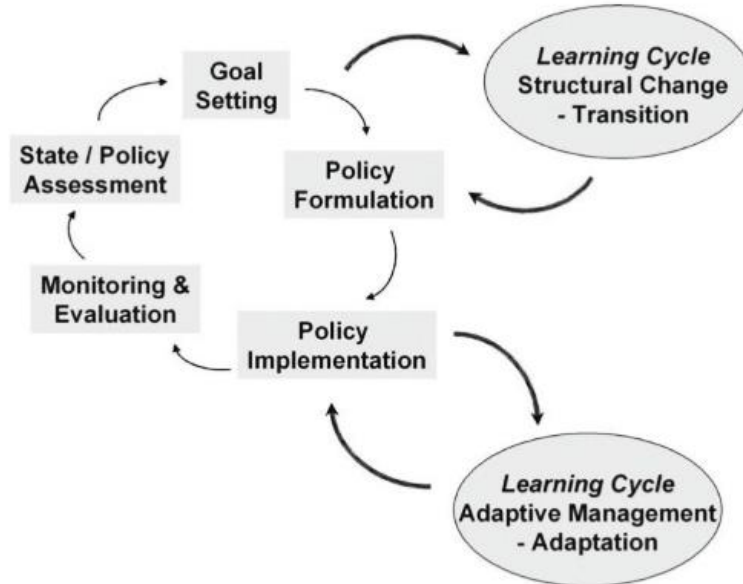 Goal
Setting
Learning Cycle
Structural Change
- Transition
State / Policy
Assessment
Policy
Formulation
Monitoring &
Evaluation
Policy
Implementation
Learning Cycle
Adaptive Management
- Adaptation